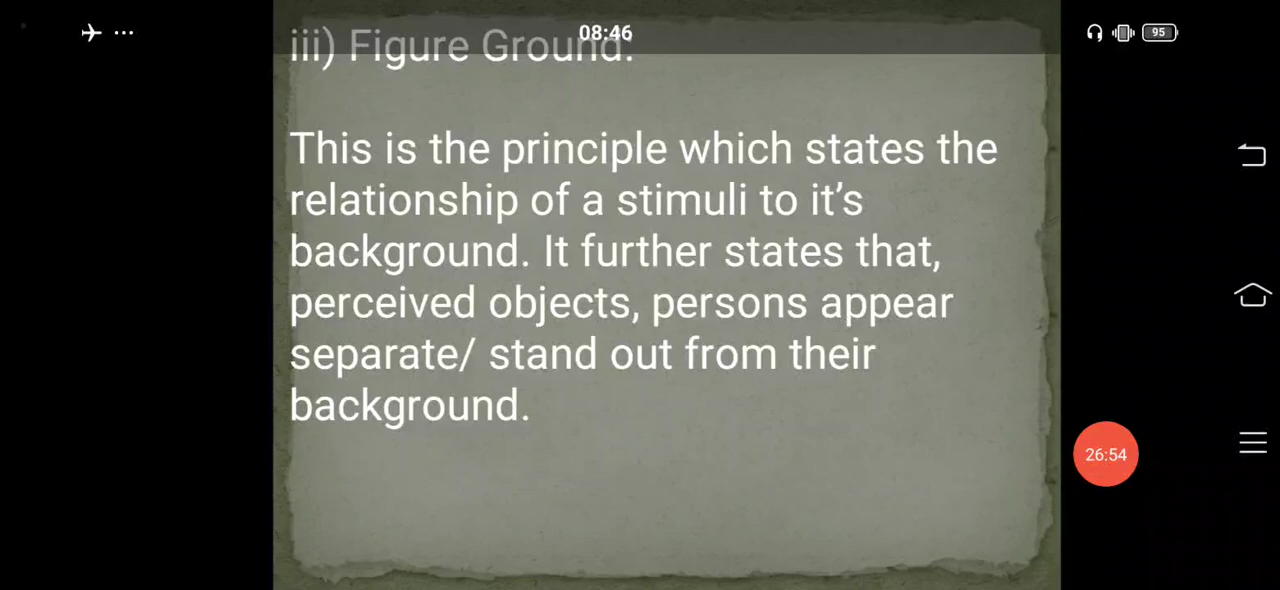 08:46
95
iii) Figure Ground:
This is the principle which states the
relationship of a stimuli to it’s
background. It further states that,
perceived objects, persons appear
separate/ stand out from their
background.
26:54